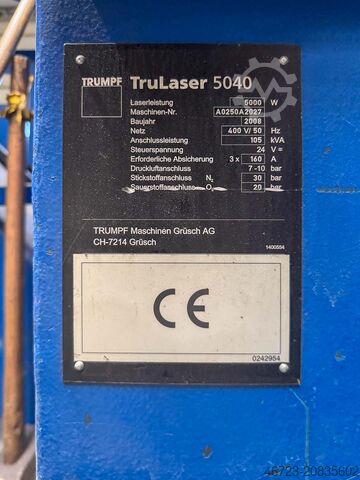 TRUMPF TruLaser 5040
Laserleistung 5000 W
Maschinen-Nr. A0250A2027
Baujahr 2008
Netz 400 V/ 50 Hz
Anschlussleistung 105 kVA
Steuerspannung 24 V=
Erforderliche Absicherung 3 x 160 A
Druckluftanschluss 7-10 bar
Stickstoffanschluss N₂ 30 bar
Sauerstoffanschluss O₂ 20 bar
TRUMPF Maschinen Grüsch AG
CH-7214 Grüsch
1400554
CE
0242954
46723-20835602